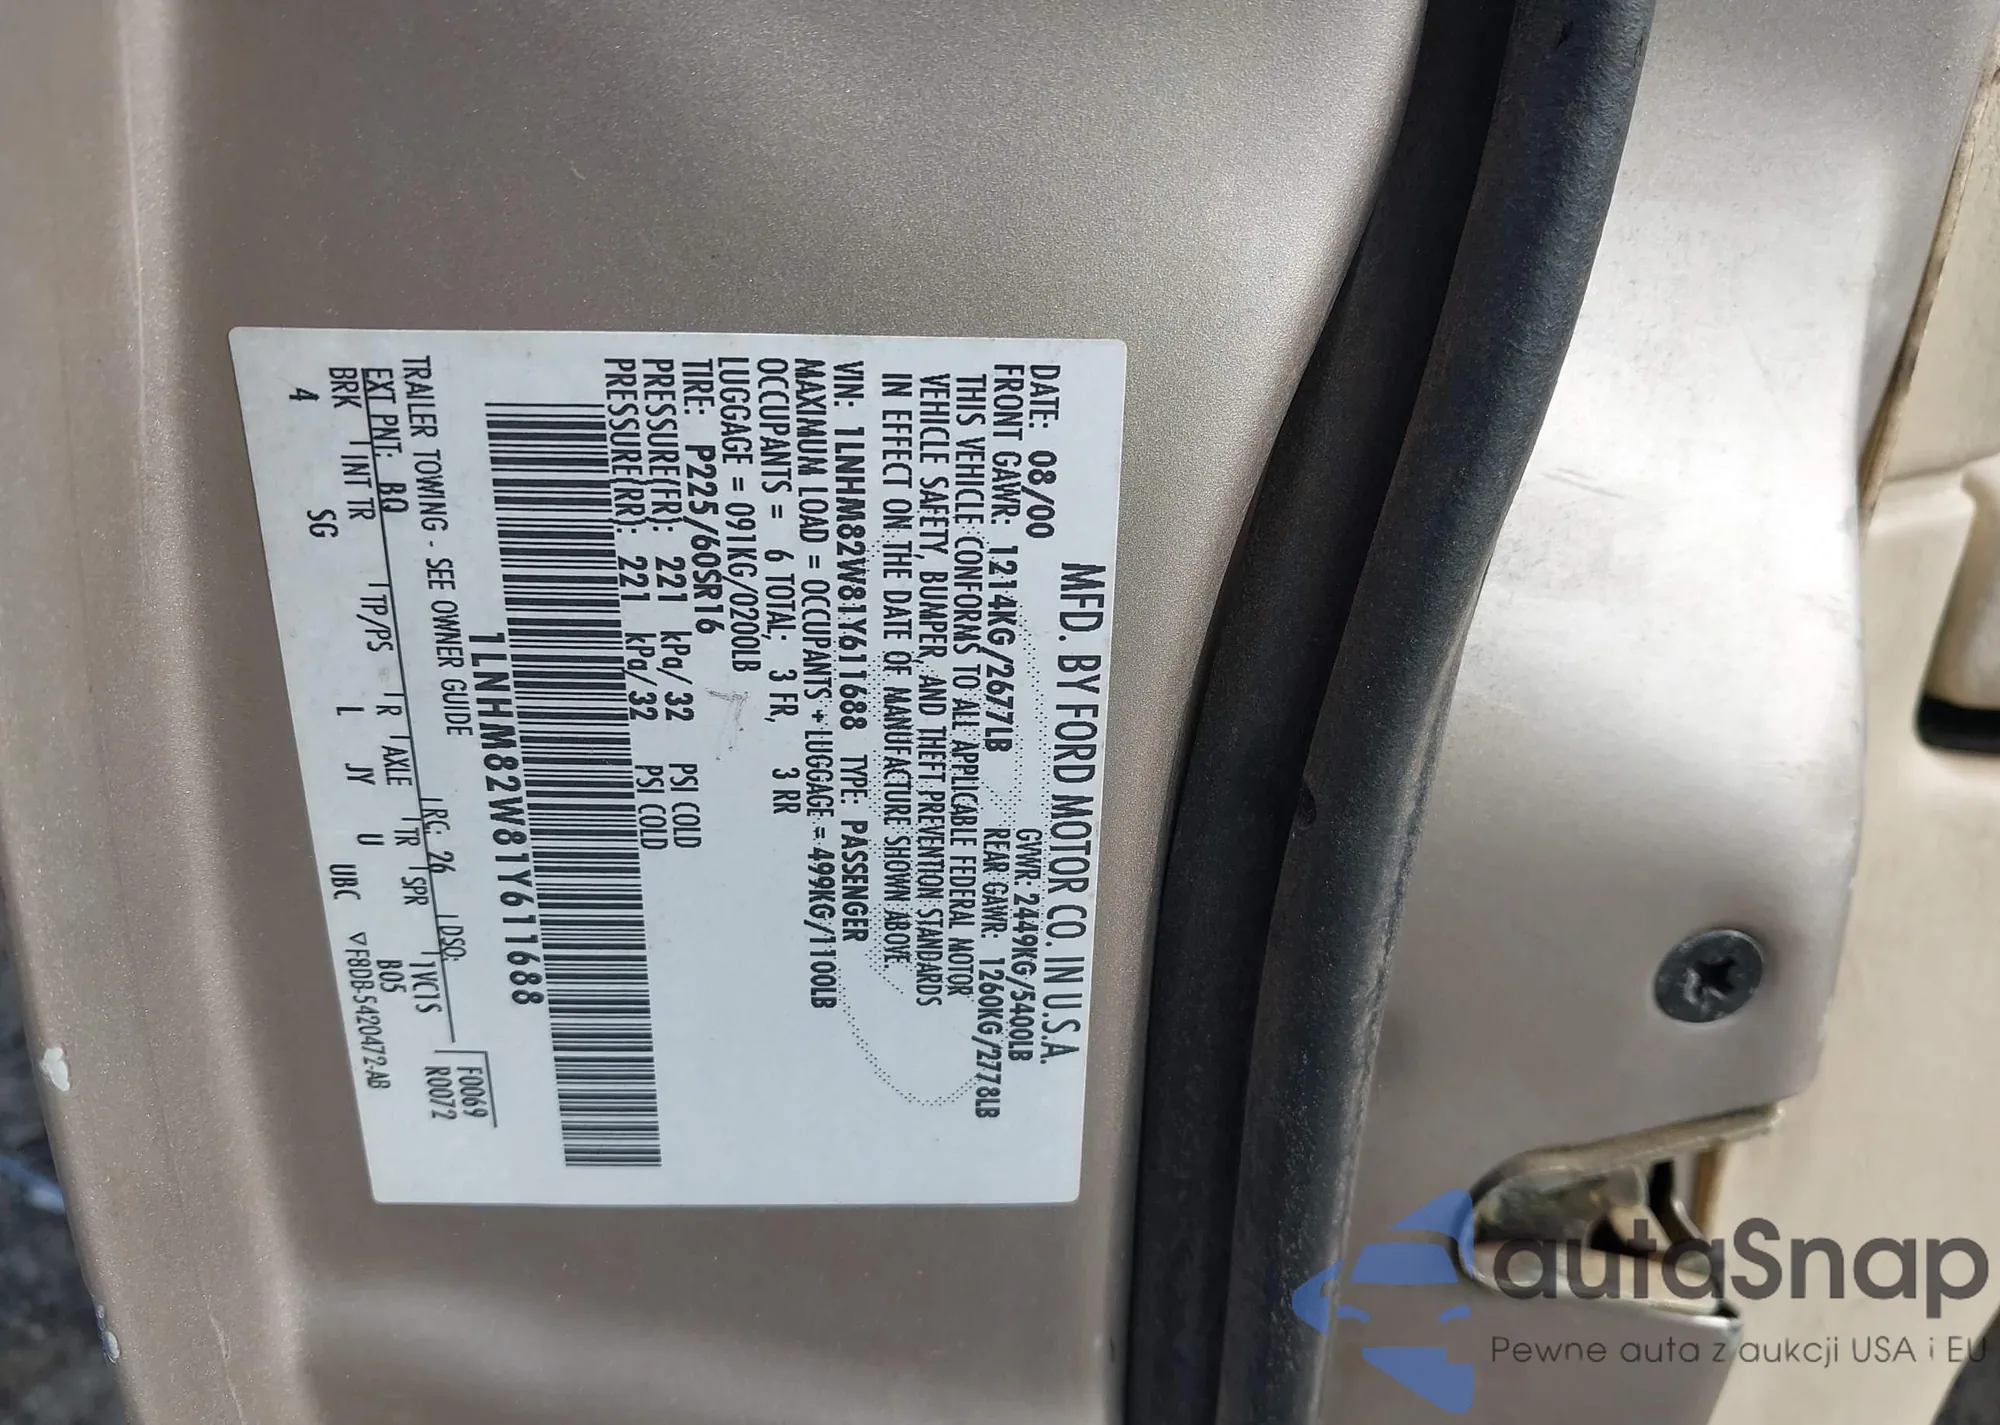 MFD. BY FORD MOTOR CO. IN U.S.A.
DATE: 08/00 GVWR: 2449KG/5400LB
FRONT GAWR: 1214KG/2677LB REAR GAWR: 1260KG/2778LB
THIS VEHICLE CONFORMS TO ALL APPLICABLE FEDERAL MOTOR
VEHICLE SAFETY, BUMPER, AND THEFT PREVENTION STANDARDS
IN EFFECT ON THE DATE OF MANUFACTURE SHOWN ABOVE.
VIN: 1LNHM82W81Y611688 TYPE: PASSENGER
MAXIMUM LOAD = OCCUPANTS + LUGGAGE = 499KG/1100LB
OCCUPANTS = 6 TOTAL, 3 FR, 3 RR
LUGGAGE = 091KG/0200LB
TIRE: P225/60SR16
PRESSURE(FR): 221 kPa/32 PSI COLD
PRESSURE(RR): 221 kPa/32 PSI COLD
1LNHM82W81Y611688
F0069
TRAILER TOWING - SEE OWNER GUIDE RC: 26 DSO: R0072
EXT PNT: BQ
BRK INT TR TP/PS R AXLE TR SPR VC1S
4 SG L JY U UBC B05
▽F8DB-5420472-AB
autaSnap
Pewne auta z aukcji USA i EU